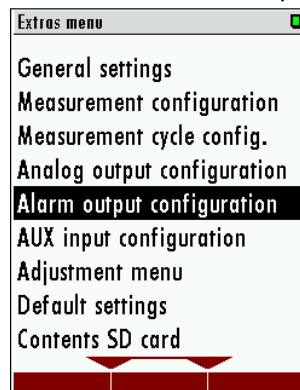 Extras menu
General settings
Measurement configuration
Measurement cycle config.
Analog output configuration
Alarm output configuration
AUX input configuration
Adjustment menu
Default settings
Contents SD card